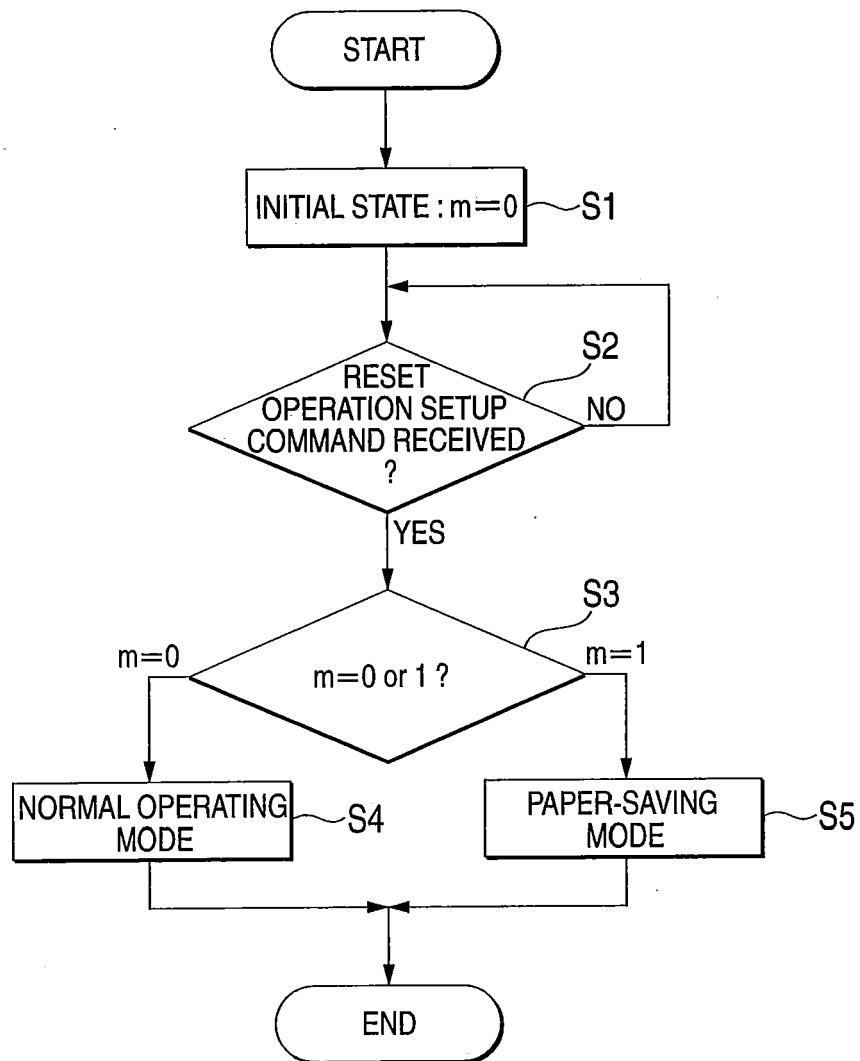 START
INITIAL STATE : m=0
S1
S2
RESET
OPERATION SETUP
COMMAND RECEIVED
?
NO
YES
S3
m=0
m=0 or 1 ?
m=1
NORMAL OPERATING
MODE
S4
PAPER-SAVING
MODE
S5
END